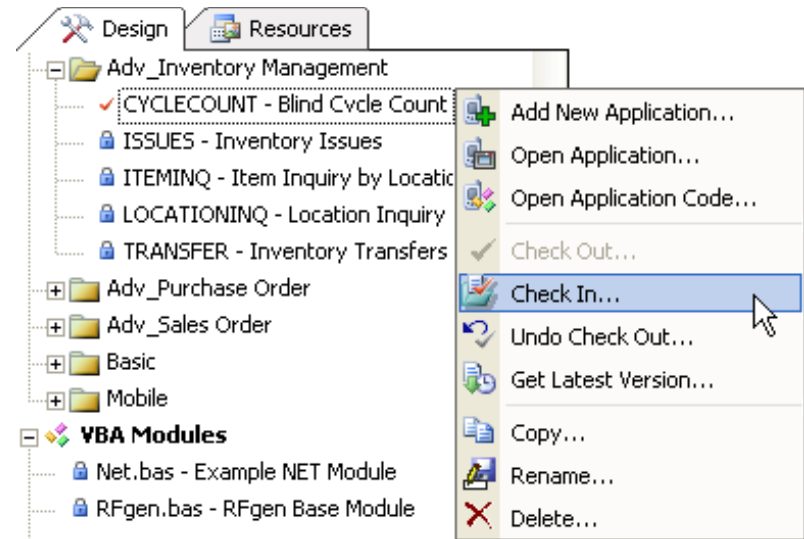 Design
Resources
Adv_Inventory Management
CYCLECOUNT - Blind Cycle Count
ISSUES - Inventory Issues
ITEMINQ - Item Inquiry by Locatic
LOCATIONINQ - Location Inquiry
TRANSFER - Inventory Transfers
Adv_Purchase Order
Adv_Sales Order
Basic
Mobile
VBA Modules
Net.bas - Example NET Module
RFgen.bas - RFgen Base Module
Add New Application...
Open Application...
Open Application Code...
Check Out...
Check In...
Undo Check Out...
Get Latest Version...
Copy...
Rename...
Delete...